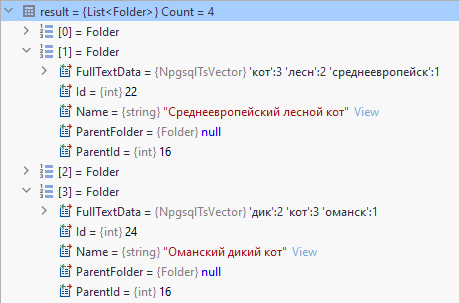 result = {List<Folder>} Count = 4
[0] = Folder
[1] = Folder
FullTextData = {NpgsqlTsVector} 'кот':3 'лесн':2 'среднеевропейск':1
Id = {int} 22
Name = {string} "Среднеевропейский лесной кот" View
ParentFolder = {Folder} null
ParentId = {int} 16
[2] = Folder
[3] = Folder
FullTextData = {NpgsqlTsVector} 'дик':2 'кот':3 'оманск':1
Id = {int} 24
Name = {string} "Оманский дикий кот" View
ParentFolder = {Folder} null
ParentId = {int} 16